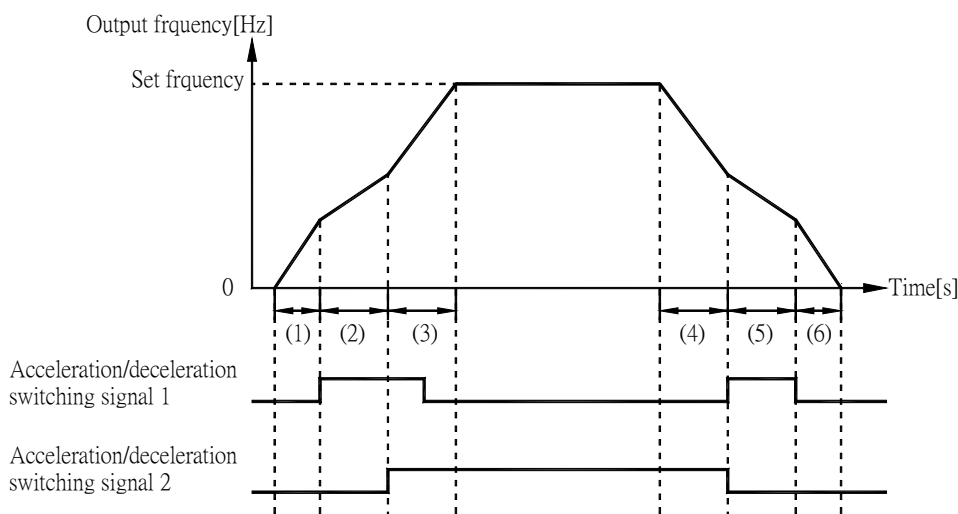 Output frquency[Hz]
Set frquency
0
Time[s]
(1)
(2)
(3)
(4)
(5)
(6)
Acceleration/deceleration
switching signal 1
Acceleration/deceleration
switching signal 2